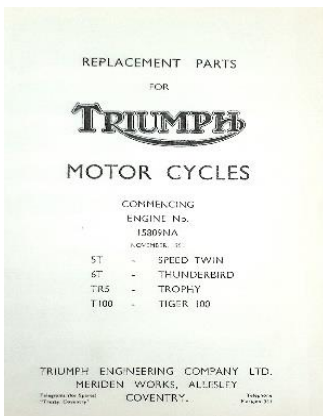 REPLACEMENT PARTS
FOR
TRIUMPH
MOTOR CYCLES
COMMENCING
ENGINE No.
15809NA
NOVEMBER
5T - SPEED TWIN
6T - THUNDERBIRD
TR5 - TROPHY
T100 - TIGER 100
TRIUMPH ENGINEERING COMPANY LTD.
MERIDEN WORKS, ALLESLEY
COVENTRY.